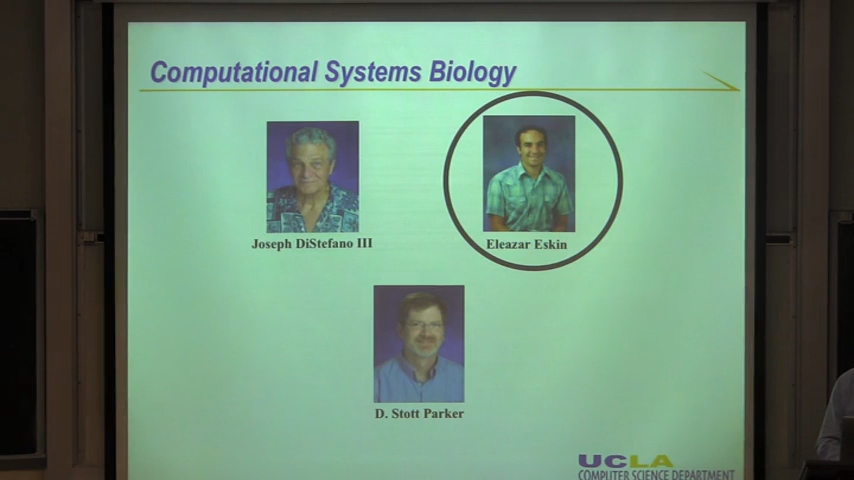 Computational Systems Biology
Joseph DiStefano III
Eleazar Eskin
D. Stott Parker
UCLA
COMPUTER SCIENCE DEPARTMENT